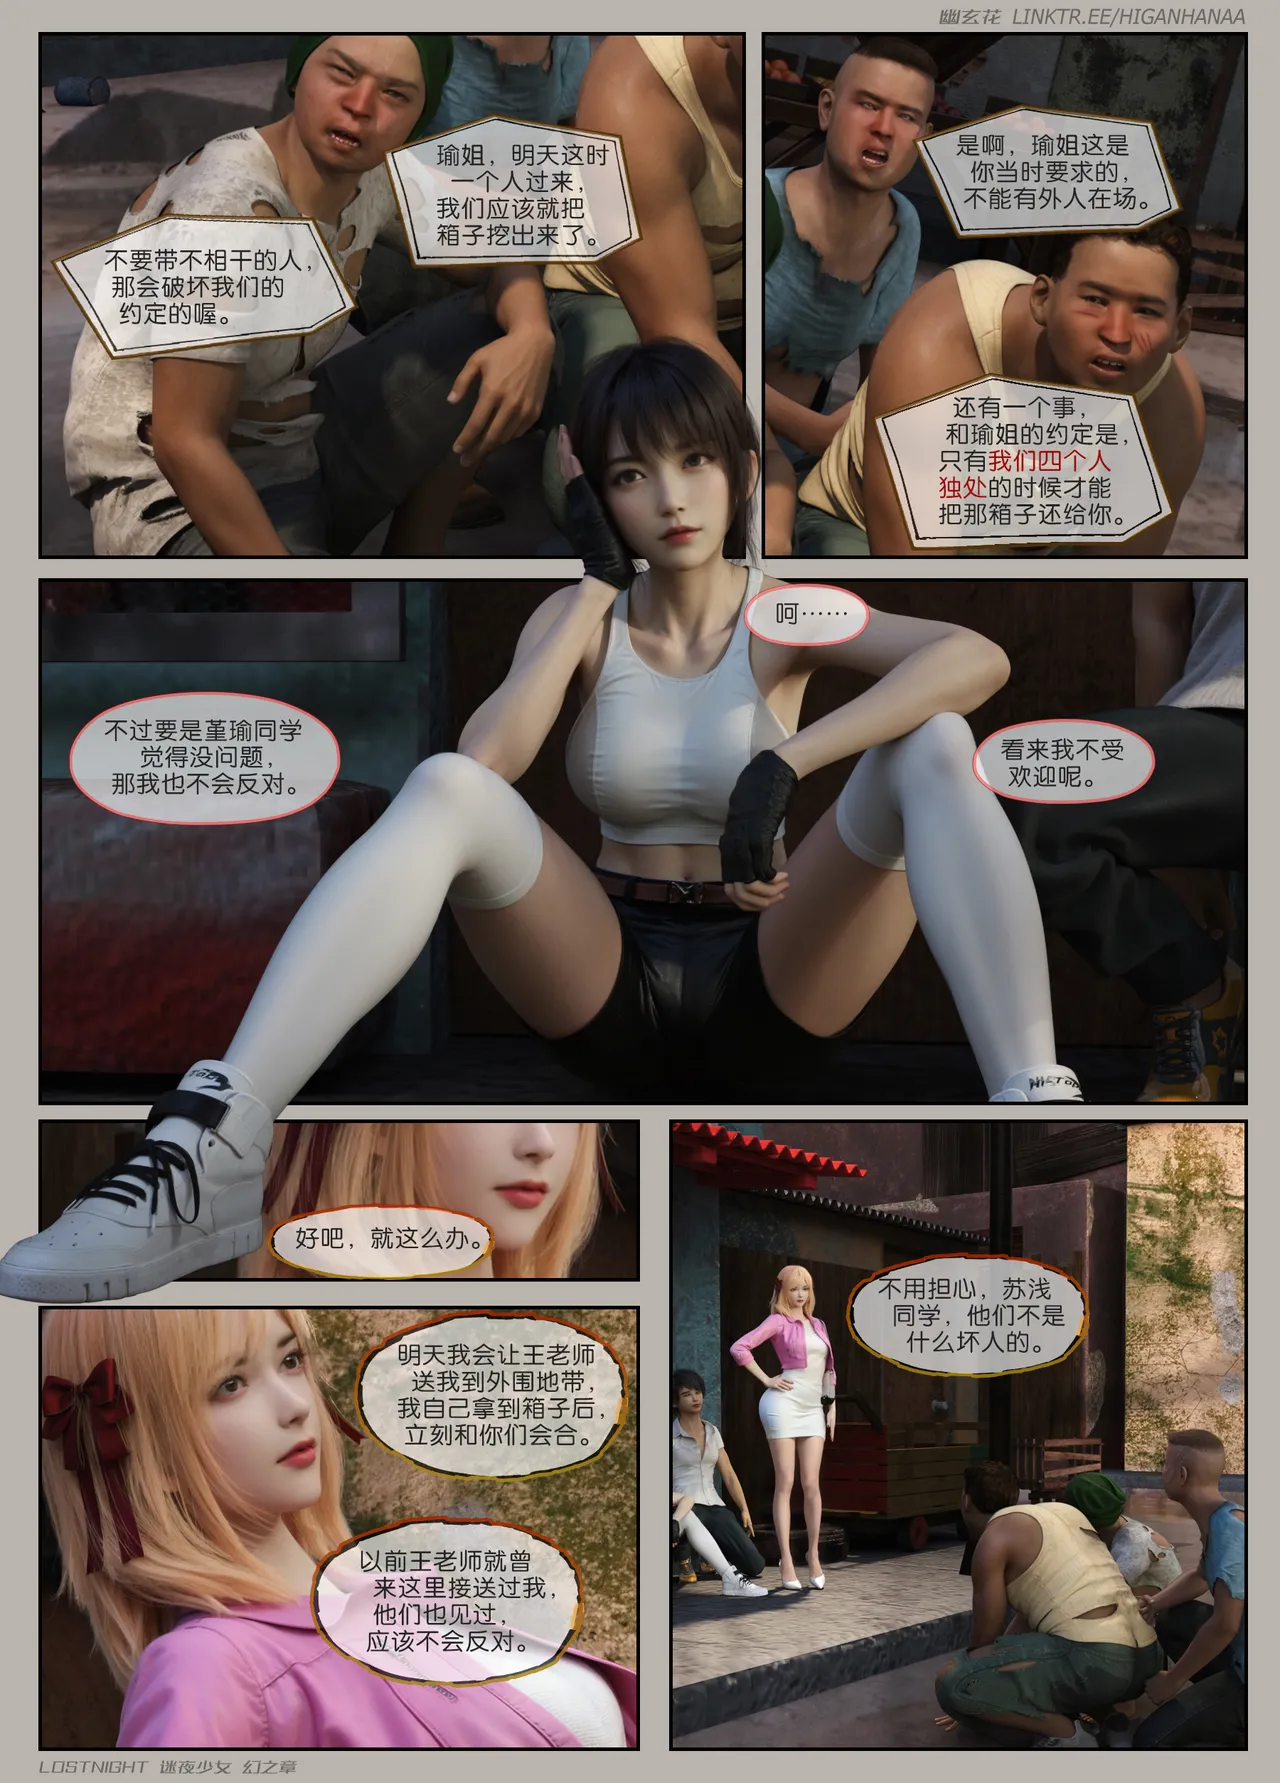 幽玄花 LINKTR.EE/HIGANHANAA
瑜姐，明天这时
一个人过来，
我们应该就把
箱子挖出来了。
不要带不相干的人，
那会破坏我们的
约定的喔。
是啊，瑜姐这是
你当时要求的，
不能有外人在场。
还有一个事，
和瑜姐的约定是，
只有我们四个人
独处的时候才能
把那箱子还给你。
呵……
不过要是堇瑜同学
觉得没问题，
那我也不会反对。
看来我不受
欢迎呢。
好吧，就这么办。
明天我会让王老师
送我到外围地带，
我自己拿到箱子后，
立刻和你们会合。
以前王老师就曾
来这里接送过我，
他们也见过，
应该不会反对。
不用担心，苏浅
同学，他们不是
什么坏人的。
LOSTNIGHT 迷夜少女 幻之章